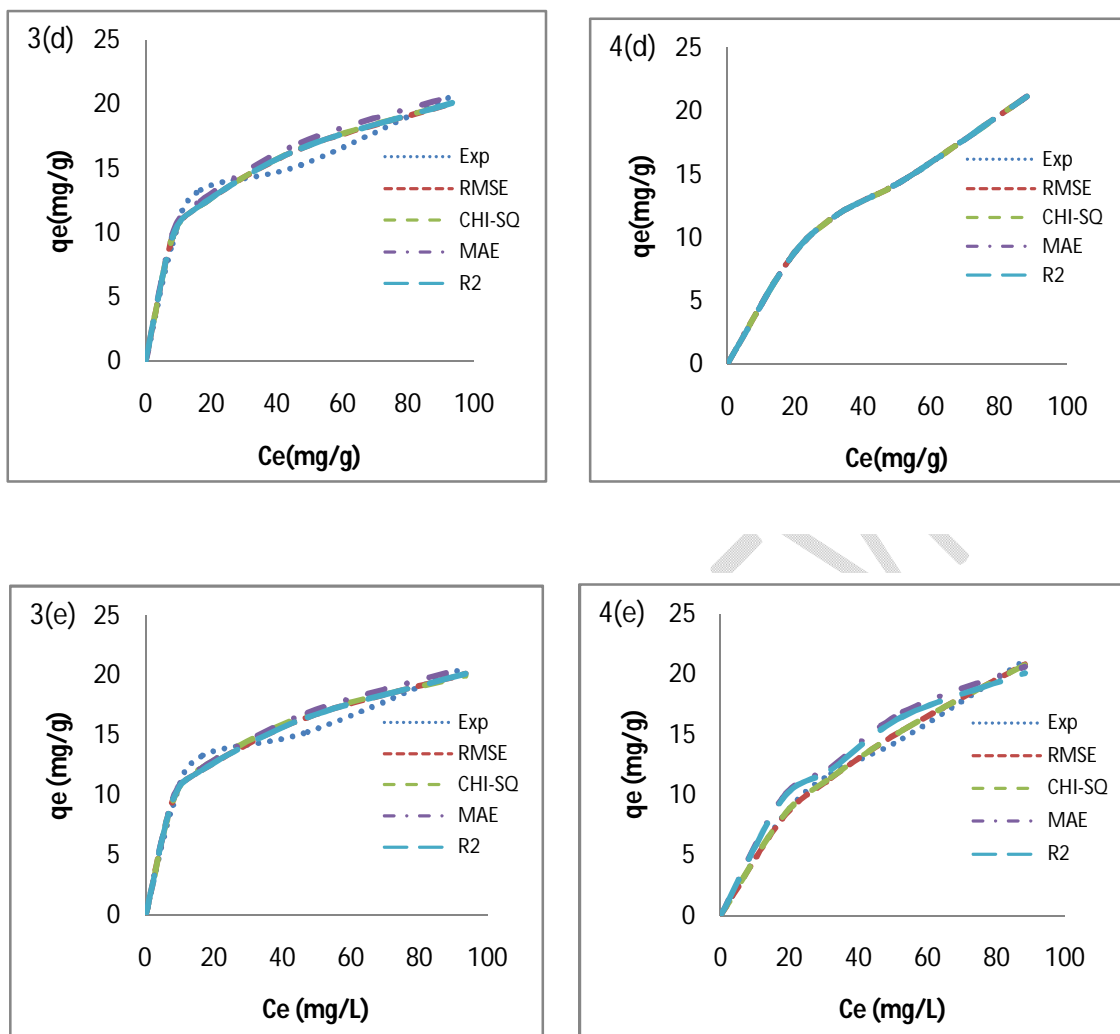 3(d)
25
20
15
10
5
0
qe(mg/g)
0 20 40 60 80 100
Ce(mg/g)
Exp
RMSE
CHI-SQ
MAE
R2
4(d)
25
20
15
10
5
0
qe(mg/g)
0 20 40 60 80 100
Ce(mg/g)
Exp
RMSE
CHI-SQ
MAE
R2
3(e)
25
20
15
10
5
0
qe (mg/g)
0 20 40 60 80 100
Ce (mg/L)
Exp
RMSE
CHI-SQ
MAE
R2
4(e)
25
20
15
10
5
0
qe (mg/g)
0 20 40 60 80 100
Ce (mg/L)
Exp
RMSE
CHI-SQ
MAE
R2